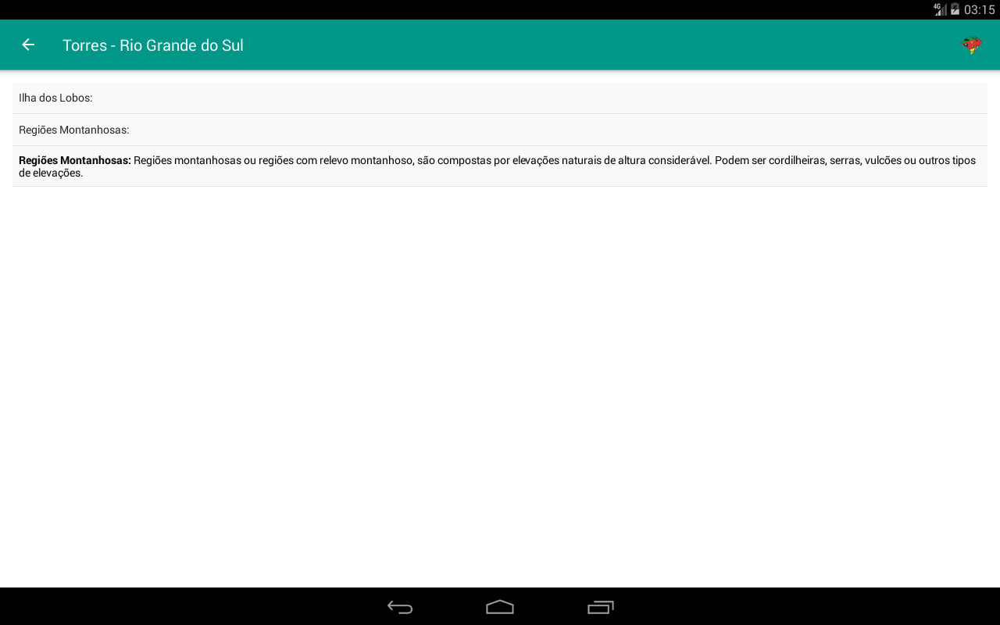 4G 03:15
Torres - Rio Grande do Sul
Ilha dos Lobos:
Regiões Montanhosas:
Regiões Montanhosas: Regiões montanhosas ou regiões com relevo montanhoso, são compostas por elevações naturais de altura considerável. Podem ser cordilheiras, serras, vulcões ou outros tipos
de elevações.